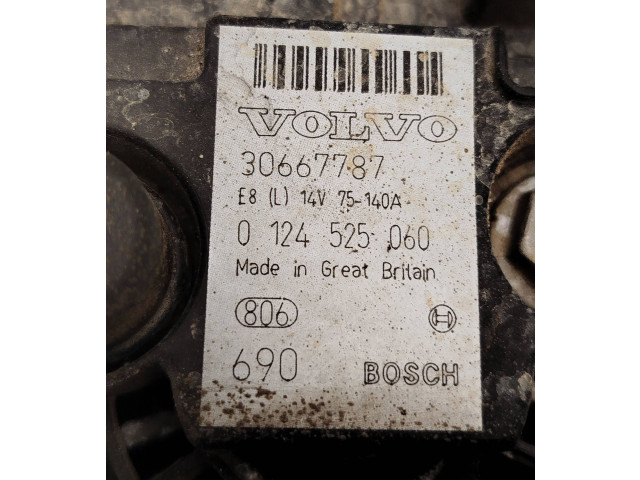 VOLVO
30667787
E8 (L) 14V 75-140A
0 124 525 060
Made in Great Britain
806
690 BOSCH